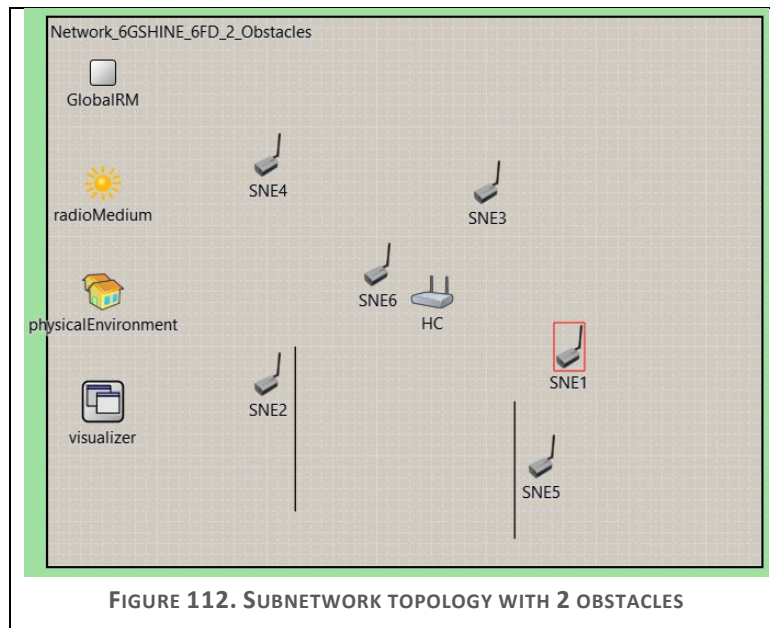 Network_6GSHINE_6FD_2_Obstacles
GlobalRM
SNE4
radioMedium
SNE3
SNE6
physicalEnvironment
HC
SNE1
SNE2
visualizer
SNE5
FIGURE 112. SUBNETWORK TOPOLOGY WITH 2 OBSTACLES